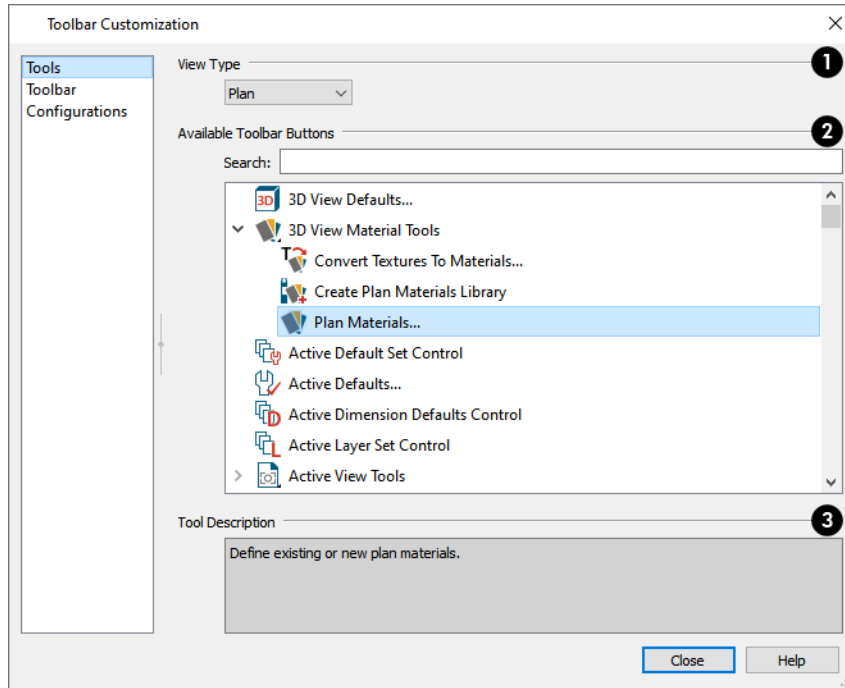 Toolbar Customization
Tools
Toolbar
Configurations
View Type
1
Plan
Available Toolbar Buttons
2
Search:
3D
3D View Defaults...
3D View Material Tools
T
Convert Textures To Materials...
Create Plan Materials Library
Plan Materials...
Active Default Set Control
Active Defaults...
D
Active Dimension Defaults Control
L
Active Layer Set Control
Active View Tools
Tool Description
3
Define existing or new plan materials.
Close
Help